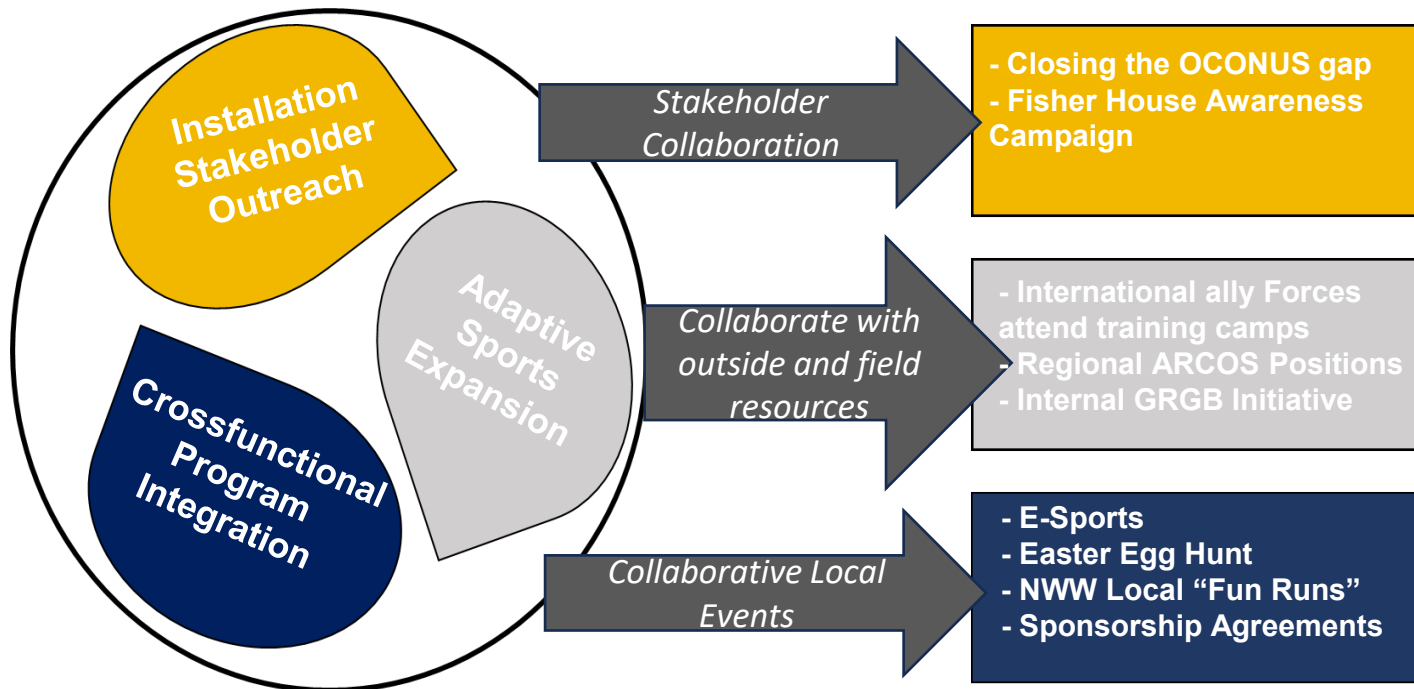 Installation
Stakeholder
Outreach
Adaptive
Sports
Expansion
Crossfunctional
Program
Integration
Stakeholder
Collaboration
- Closing the OCONUS gap
- Fisher House Awareness
Campaign
Collaborate with
outside and field
resources
- International ally Forces
attend training camps
- Regional ARCOS Positions
- Internal GRGB Initiative
Collaborative Local
Events
- E-Sports
- Easter Egg Hunt
- NWW Local “Fun Runs”
- Sponsorship Agreements